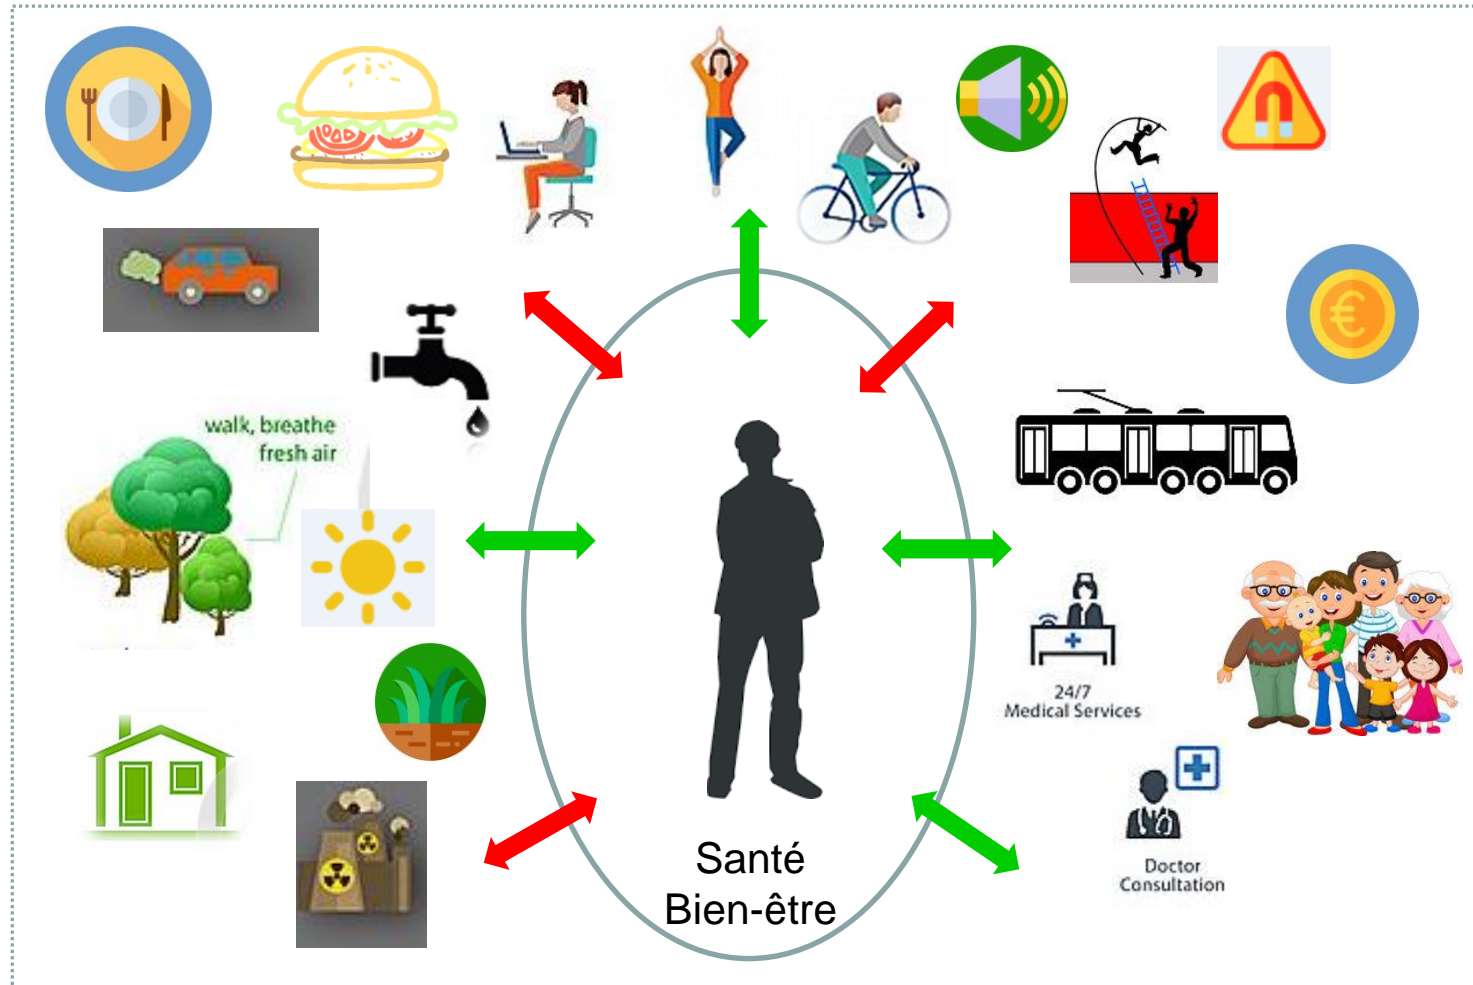 walk, breathe
fresh air
€
24/7
Medical Services
Doctor
Consultation
Santé
Bien-être